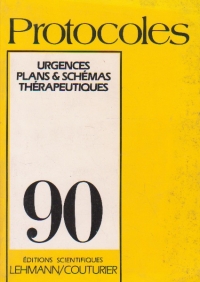 Protocoles
URGENCES
PLANS & SCHÉMAS
THÉRAPEUTIQUES
90
ÉDITIONS SCIENTIFIQUES
LEHMANN/COUTURIER